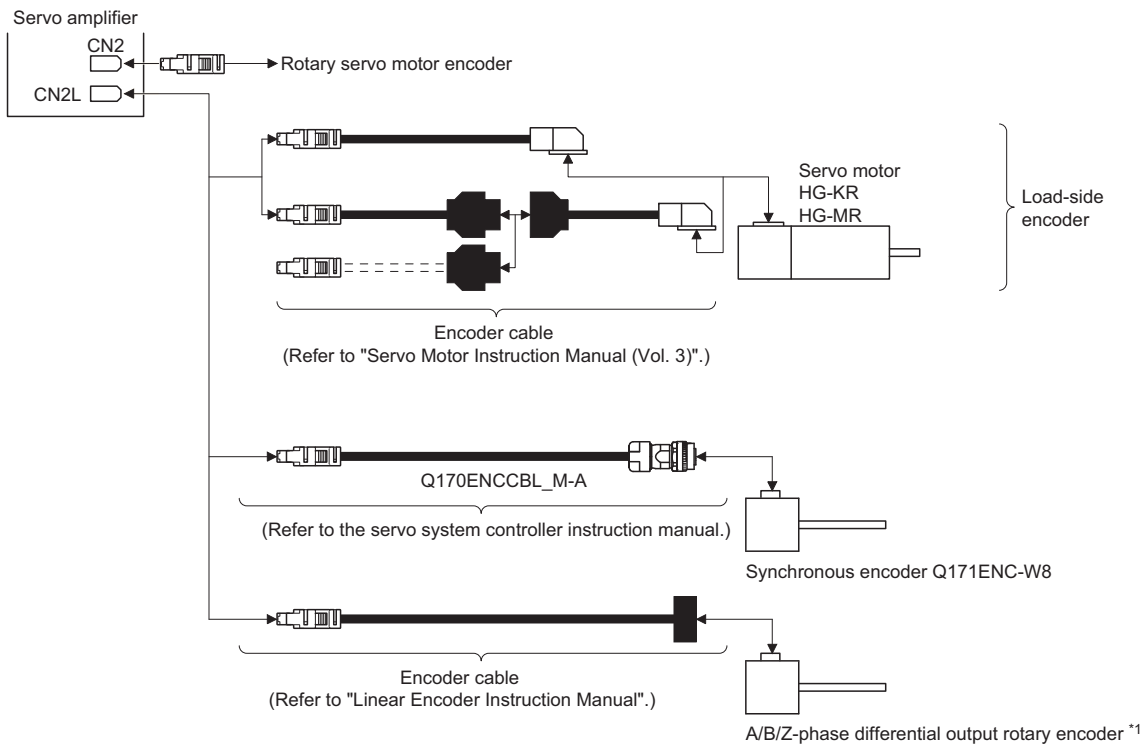 Servo amplifier
CN2
Rotary servo motor encoder
CN2L
Servo motor
HG-KR
HG-MR
Load-side
encoder
Encoder cable
(Refer to "Servo Motor Instruction Manual (Vol. 3)".)
Q170ENCCBL_M-A
(Refer to the servo system controller instruction manual.)
Synchronous encoder Q171ENC-W8
Encoder cable
(Refer to "Linear Encoder Instruction Manual".)
A/B/Z-phase differential output rotary encoder *1